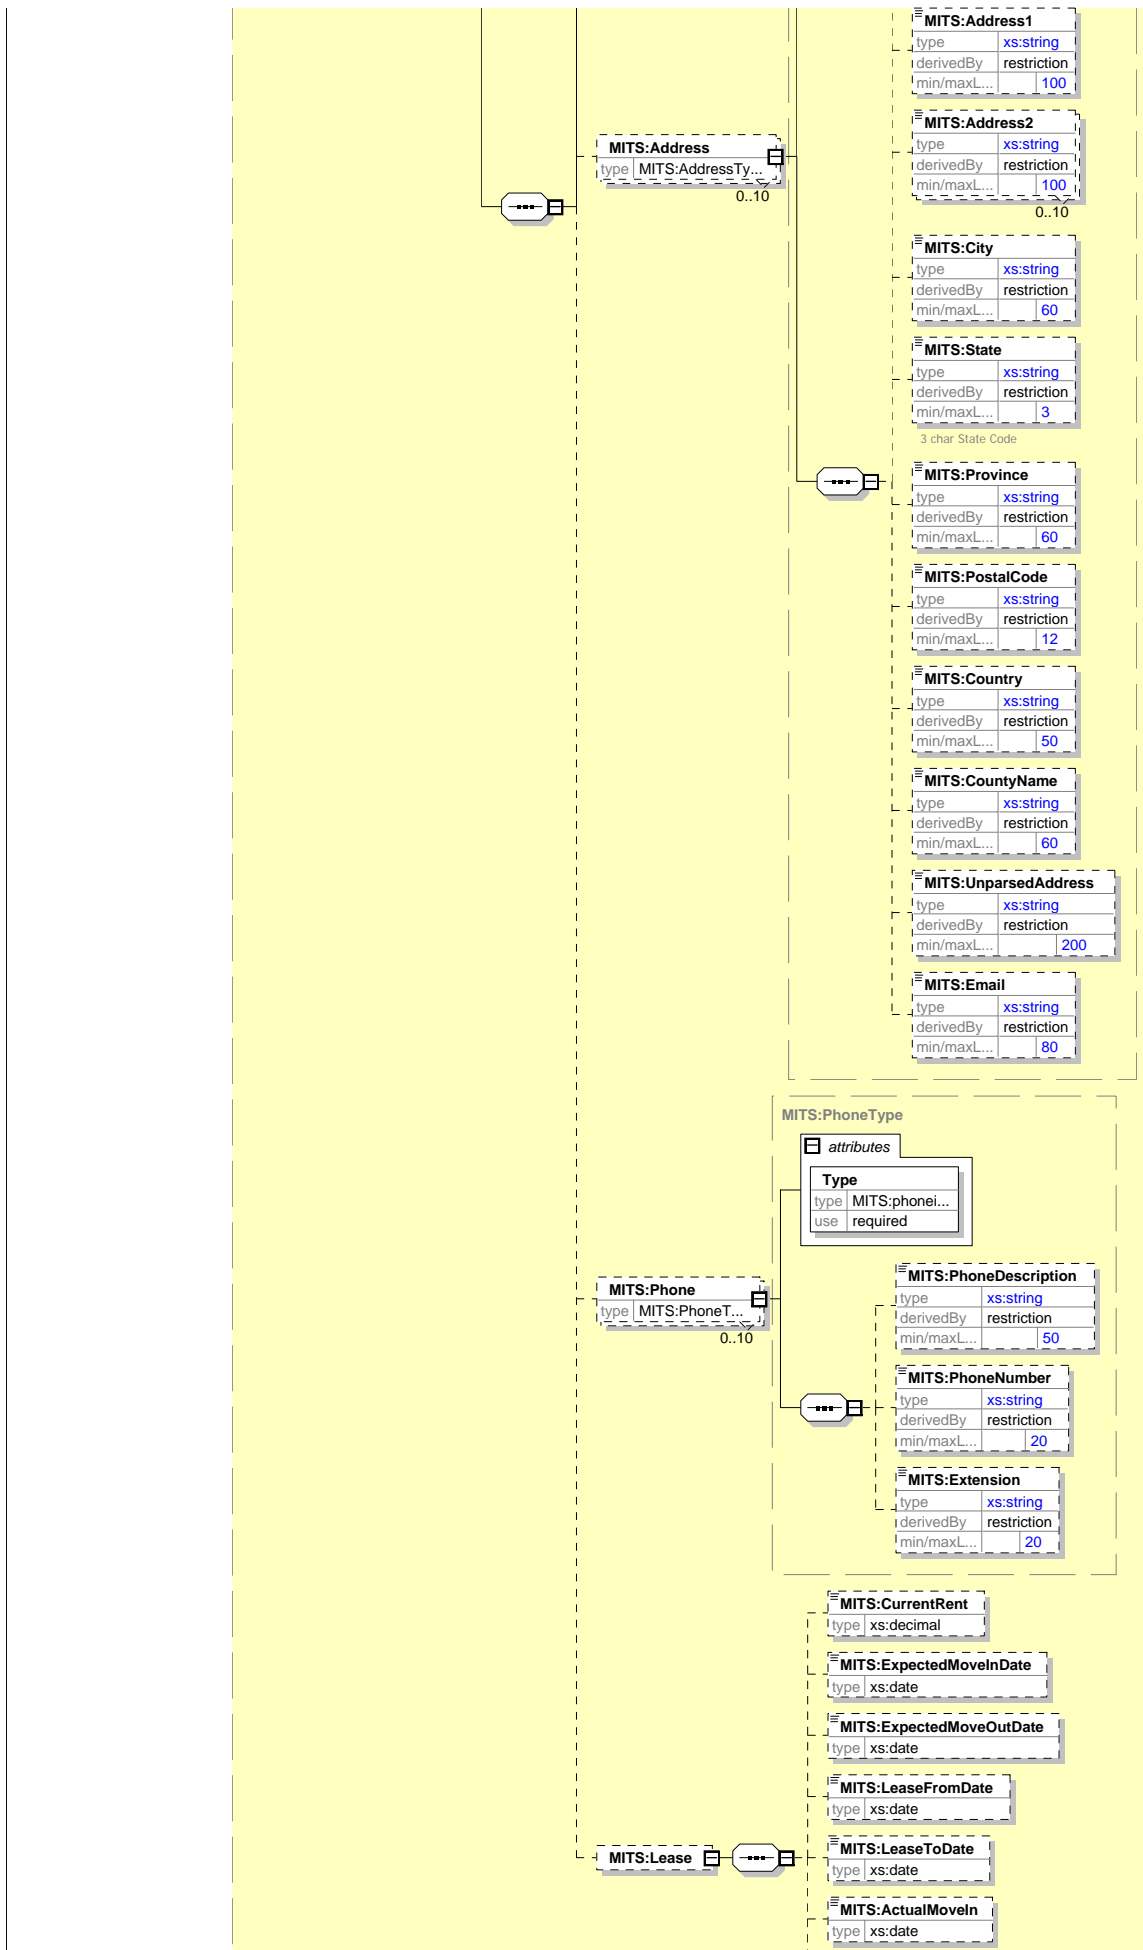 MITS:Address1
type xs:string
derivedBy restriction
min/maxL... 100
MITS:Address2
type xs:string
derivedBy restriction
min/maxL... 100
0..10
MITS:Address
type MITS:AddressTy...
0..10
MITS:City
type xs:string
derivedBy restriction
min/maxL... 60
MITS:State
type xs:string
derivedBy restriction
min/maxL... 3
3 char State Code
MITS:Province
type xs:string
derivedBy restriction
min/maxL... 60
MITS:PostalCode
type xs:string
derivedBy restriction
min/maxL... 12
MITS:Country
type xs:string
derivedBy restriction
min/maxL... 50
MITS:CountyName
type xs:string
derivedBy restriction
min/maxL... 60
MITS:UnparsedAddress
type xs:string
derivedBy restriction
min/maxL... 200
MITS:Email
type xs:string
derivedBy restriction
min/maxL... 80
MITS:PhoneType
attributes
Type
type MITS:phonei...
use required
MITS:Phone
type MITS:PhoneT...
0..10
MITS:PhoneDescription
type xs:string
derivedBy restriction
min/maxL... 50
MITS:PhoneNumber
type xs:string
derivedBy restriction
min/maxL... 20
MITS:Extension
type xs:string
derivedBy restriction
min/maxL... 20
MITS:CurrentRent
type xs:decimal
MITS:ExpectedMoveInDate
type xs:date
MITS:ExpectedMoveOutDate
type xs:date
MITS:LeaseFromDate
type xs:date
MITS:Lease
MITS:LeaseToDate
type xs:date
MITS:ActualMoveIn
type xs:date